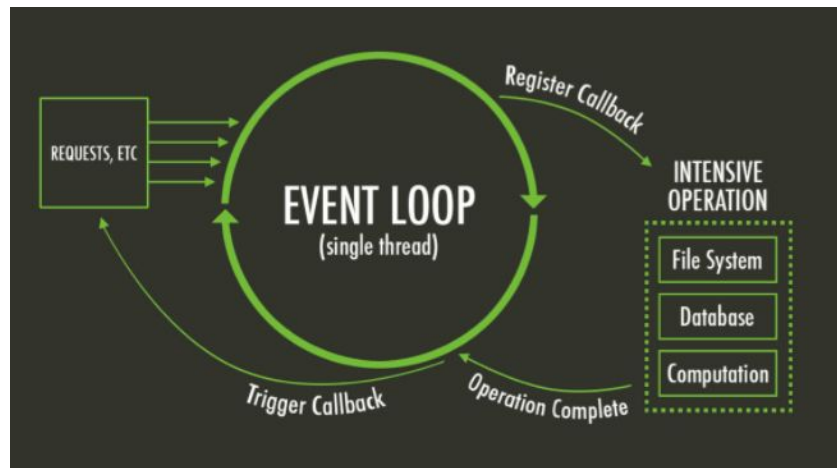 REQUESTS, ETC
EVENT LOOP
(single thread)
Register Callback
INTENSIVE
OPERATION
File System
Database
Computation
Operation Complete
Trigger Callback